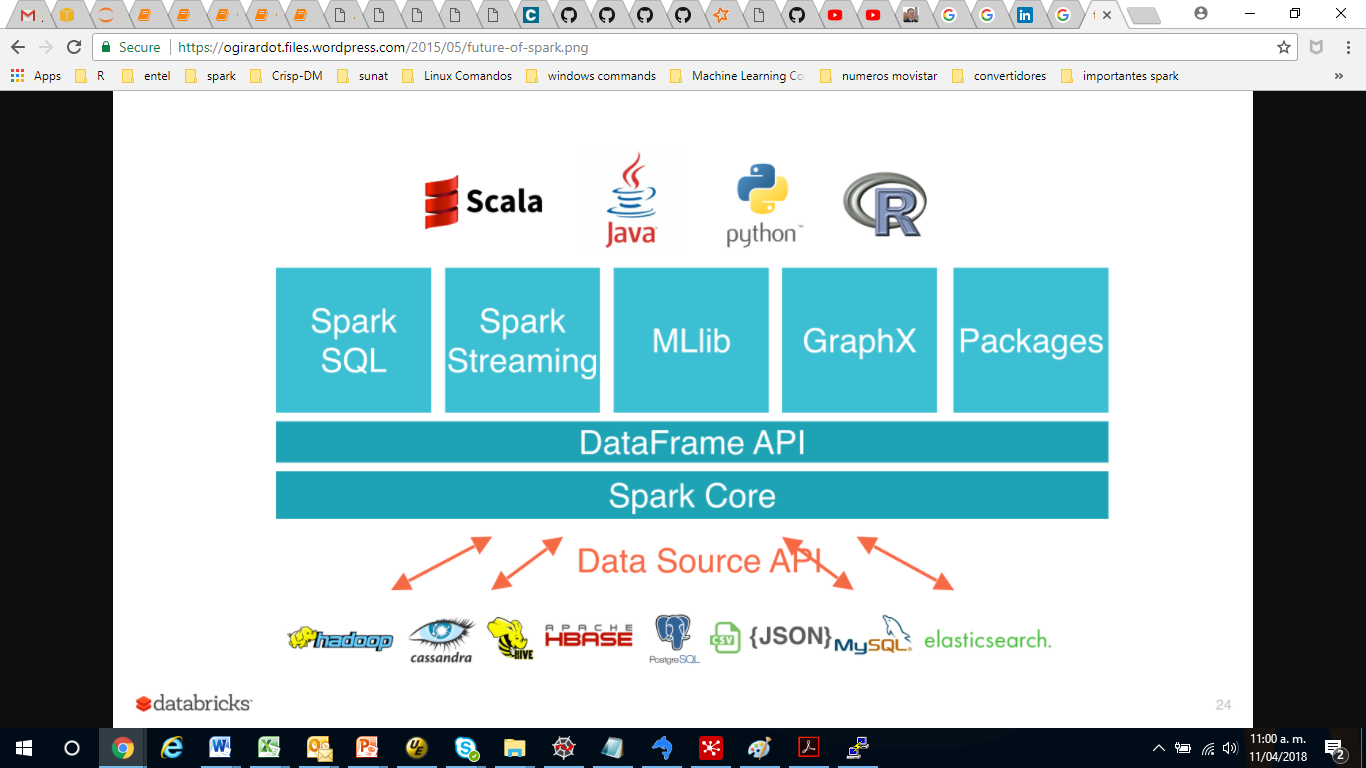 Secure
https://ogirardot.files.wordpress.com/2015/05/future-of-spark.png
Apps
R
entel
spark
Crisp-DM
sunat
Linux Comandos
windows commands
Machine Learning Co
numeros movistar
convertidores
importantes spark
»
Scala
Java
python™
R
Spark SQL
Spark Streaming
MLlib
GraphX
Packages
DataFrame API
Spark Core
Data Source API
hadoop
cassandra
HIVE
APACHE HBASE
PostgreSQL
CSV
{JSON}
MySQL®
elasticsearch.
databricks™
24
11:00 a. m.
11/04/2018
2